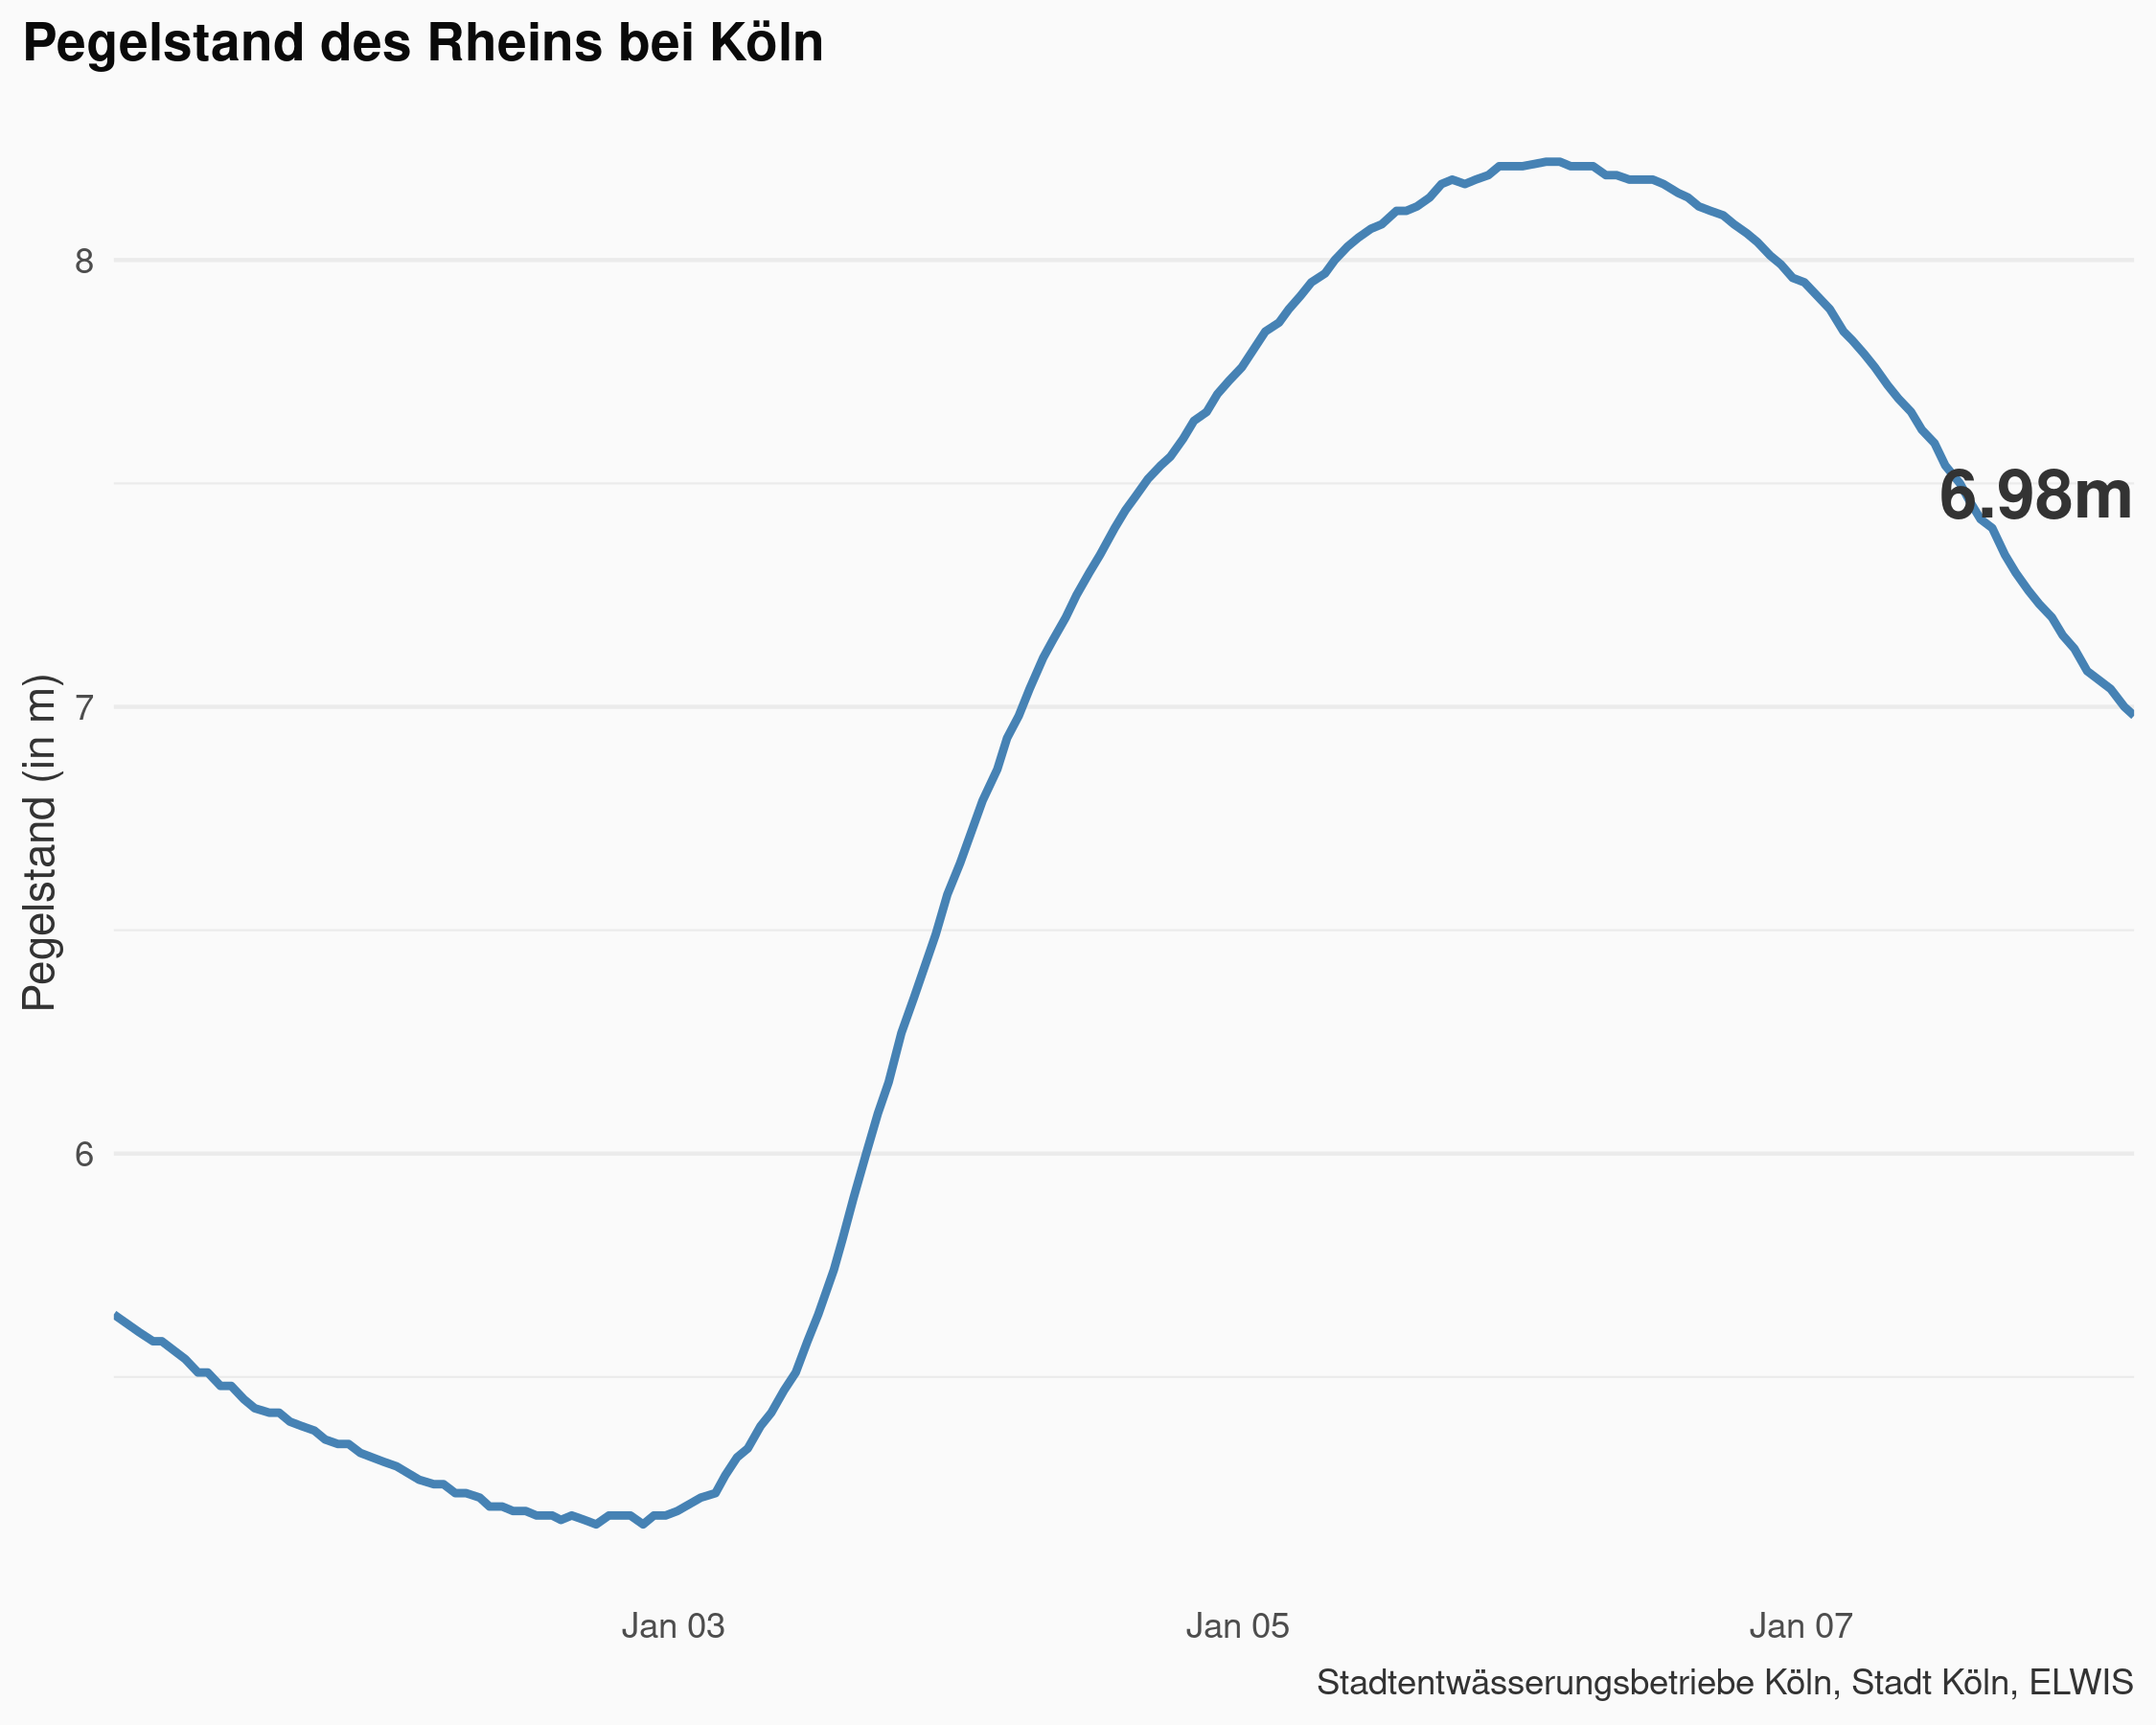 Pegelstand des Rheins bei Köln
Pegelstand (in m)
8
7
6
6.98m
Jan 03
Jan 05
Jan 07
Stadtentwässerungsbetriebe Köln, Stadt Köln, ELWIS